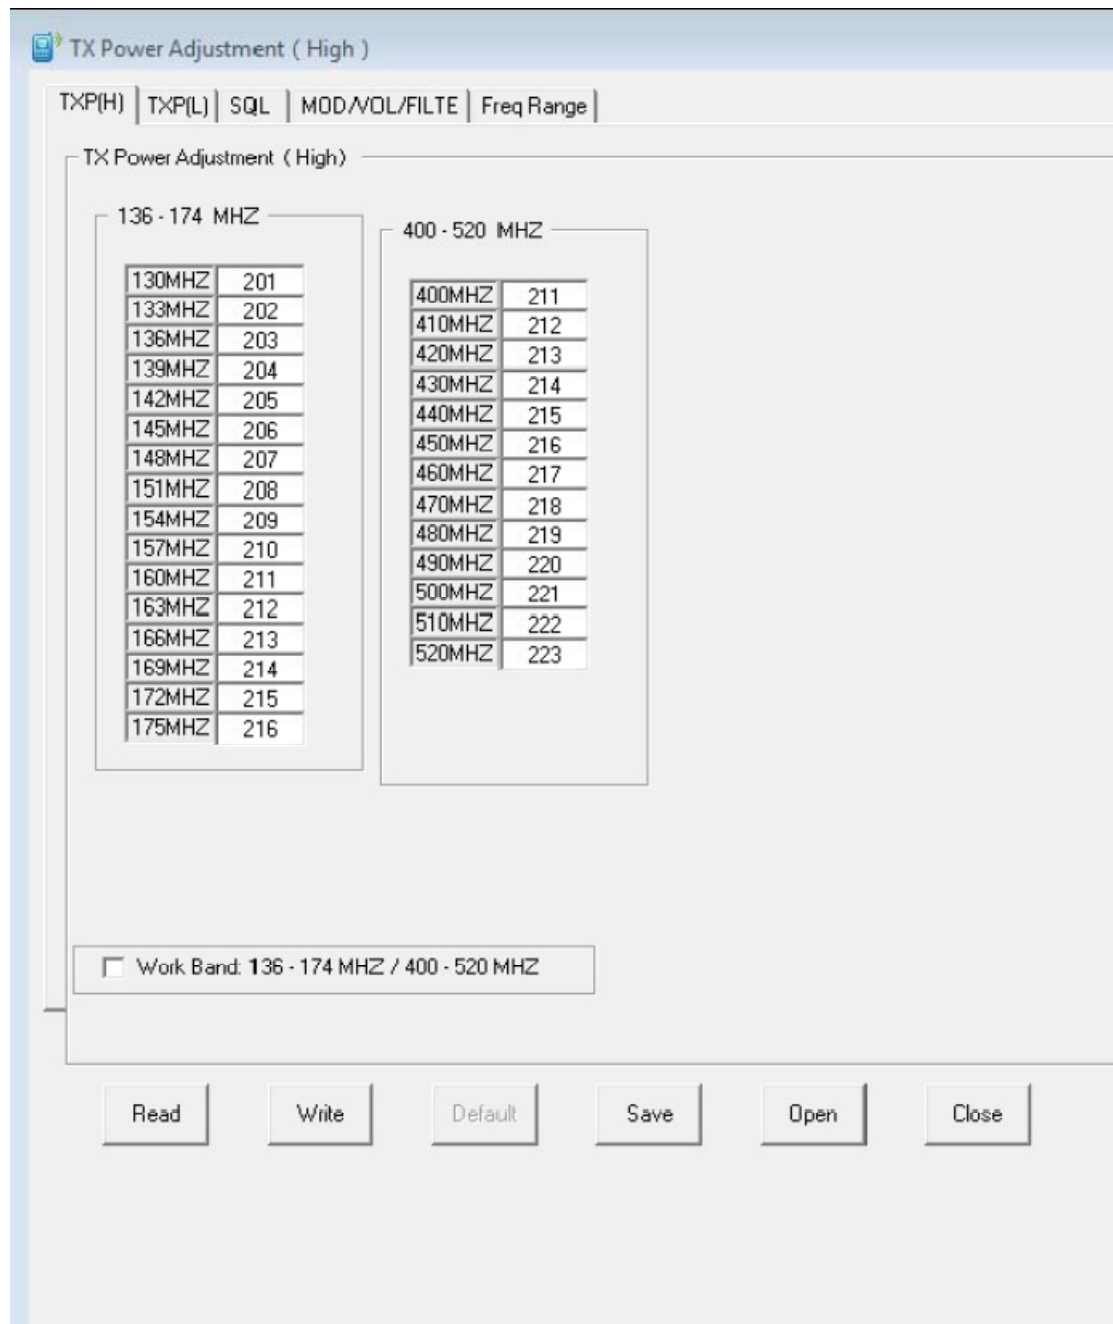 TX Power Adjustment ( High )
TXP(H) TXP(L) SQL MOD/VOL/FILTE Freq Range
TX Power Adjustment ( High)
136 - 174 MHZ
130MHZ 201
133MHZ 202
136MHZ 203
139MHZ 204
142MHZ 205
145MHZ 206
148MHZ 207
151MHZ 208
154MHZ 209
157MHZ 210
160MHZ 211
163MHZ 212
166MHZ 213
169MHZ 214
172MHZ 215
175MHZ 216
400 - 520 MHZ
400MHZ 211
410MHZ 212
420MHZ 213
430MHZ 214
440MHZ 215
450MHZ 216
460MHZ 217
470MHZ 218
480MHZ 219
490MHZ 220
500MHZ 221
510MHZ 222
520MHZ 223
Work Band: 136 - 174 MHZ / 400 - 520 MHZ
Read Write Default Save Open Close